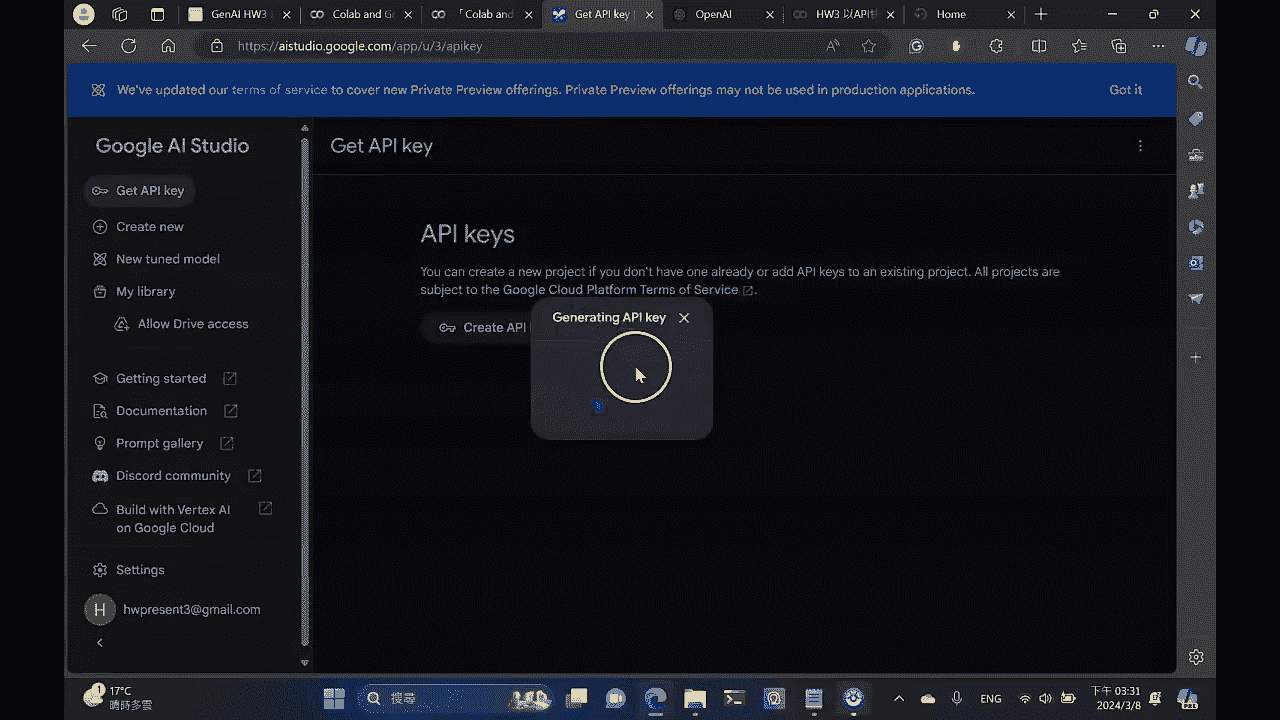 GenAI HW3
Colab and Gr
「Colab and
Get API key
OpenAI
HW3 以API
Home
https://aistudio.google.com/app/u/3/apikey
We've updated our terms of service to cover new Private Preview offerings. Private Preview offerings may not be used in production applications.
Got it
Google AI Studio
Get API key
Get API key
Create new
New tuned model
My library
Allow Drive access
Getting started
Documentation
Prompt gallery
Discord community
Build with Vertex AI
on Google Cloud
Settings
H
hwpresent3@gmail.com
API keys
You can create a new project if you don't have one already or add API keys to an existing project. All projects are
subject to the Google Cloud Platform Terms of Service
Create API
Generating API key
1
17°C
搜尋
ENG
下午 03:31
2024/3/8